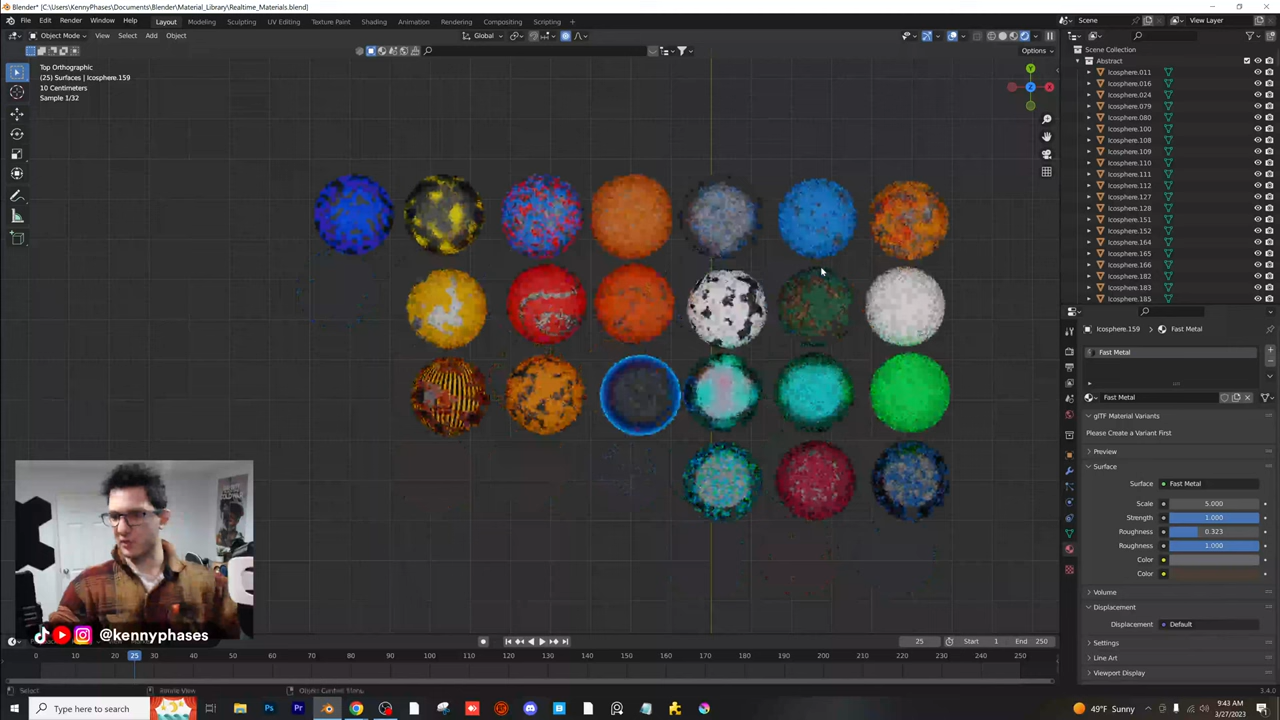 Blender* [C:\Users\KennyPhases\Documents\Material_Library\Realtime_Materials.blend]
File Edit Render Window Help Layout Modeling Sculpting UV Editing Texture Paint Shading Animation Rendering Compositing Scripting Scene View Layer
Object Mode View Select Add Object Global
Options
Top Orthographic
(25) Surfaces | Icosphere.159
10 Centimeters
Sample 1/32
Y
X
Z
Scene Collection
Abstract
Icosphere.011
Icosphere.016
Icosphere.024
Icosphere.079
Icosphere.080
Icosphere.100
Icosphere.108
Icosphere.109
Icosphere.110
Icosphere.111
Icosphere.112
Icosphere.127
Icosphere.128
Icosphere.151
Icosphere.152
Icosphere.164
Icosphere.165
Icosphere.166
Icosphere.182
Icosphere.183
Icosphere.185
Icosphere.159 > Fast Metal
Fast Metal
Fast Metal
glTF Material Variants
Please Create a Variant First
Preview
Surface
Surface Fast Metal
Scale 5.000
Strength 1.000
Roughness 0.323
Roughness 1.000
Color
Color
Volume
Displacement
Displacement Default
Settings
Line Art
Viewport Display
@kennyphases
25 Start 1 End 250
0 10 20 25 30 40 50 60 70 80 90 100 110 120 130 140 150 160 170 180 190 200 210 220 230 240 250
Select Rotate View Object Context Menu 3.4.0
Type here to search
49°F Sunny
9:43 AM
3/27/2023